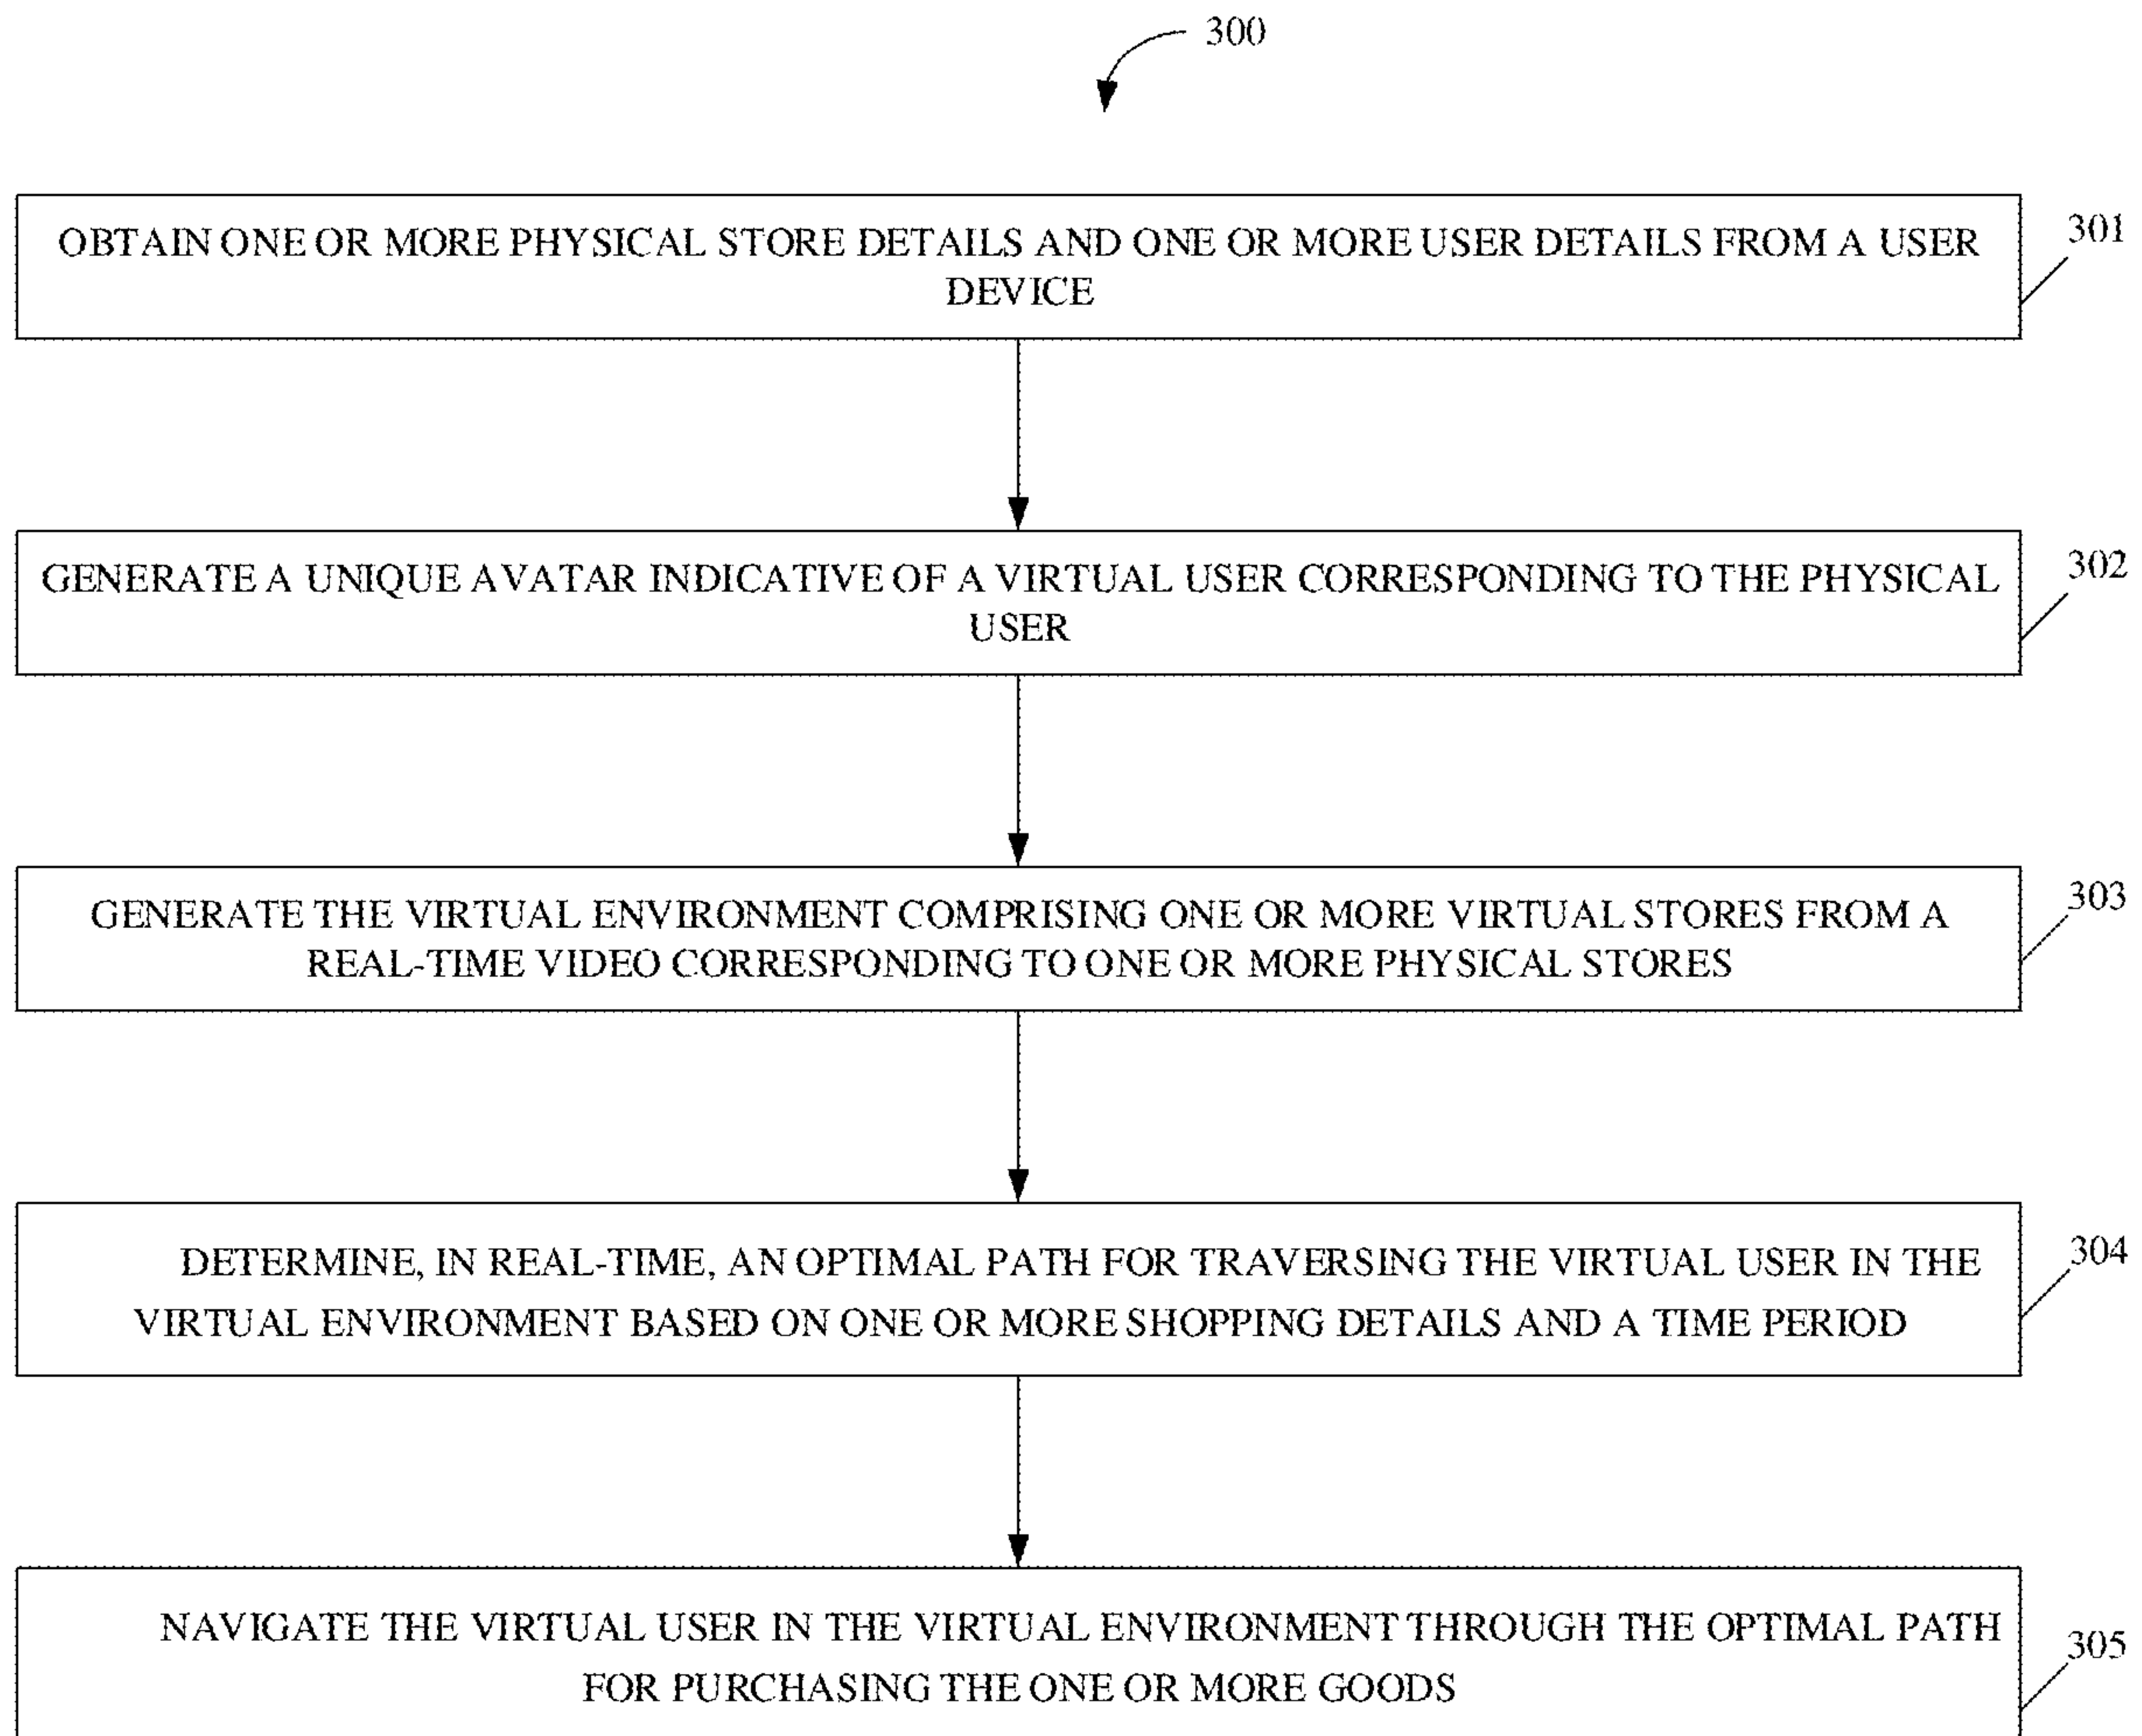 300
OBTAIN ONE OR MORE PHYSICAL STORE DETAILS AND ONE OR MORE USER DETAILS FROM A USER
DEVICE
301
GENERATE A UNIQUE AVATAR INDICATIVE OF A VIRTUAL USER CORRESPONDING TO THE PHYSICAL
USER
302
GENERATE THE VIRTUAL ENVIRONMENT COMPRISING ONE OR MORE VIRTUAL STORES FROM A
REAL-TIME VIDEO CORRESPONDING TO ONE OR MORE PHYSICAL STORES
303
DETERMINE, IN REAL-TIME, AN OPTIMAL PATH FOR TRAVERSING THE VIRTUAL USER IN THE
VIRTUAL ENVIRONMENT BASED ON ONE OR MORE SHOPPING DETAILS AND A TIME PERIOD
304
NAVIGATE THE VIRTUAL USER IN THE VIRTUAL ENVIRONMENT THROUGH THE OPTIMAL PATH
FOR PURCHASING THE ONE OR MORE GOODS
305